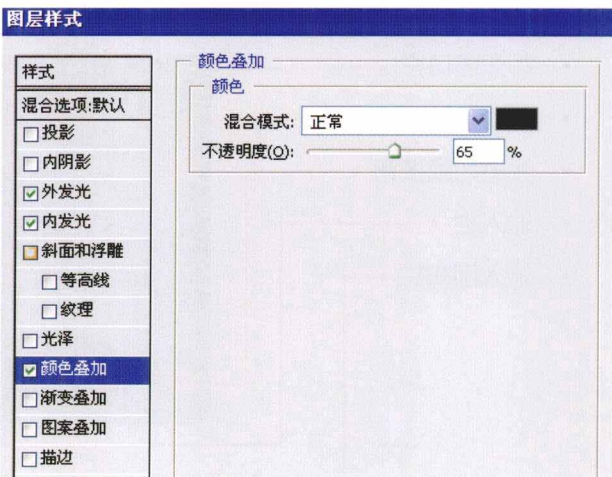 图层样式
样式
混合选项:默认
投影
内阴影
外发光
内发光
斜面和浮雕
等高线
纹理
光泽
颜色叠加
渐变叠加
图案叠加
描边
颜色叠加
颜色
混合模式: 正常
不透明度(O): 65 %